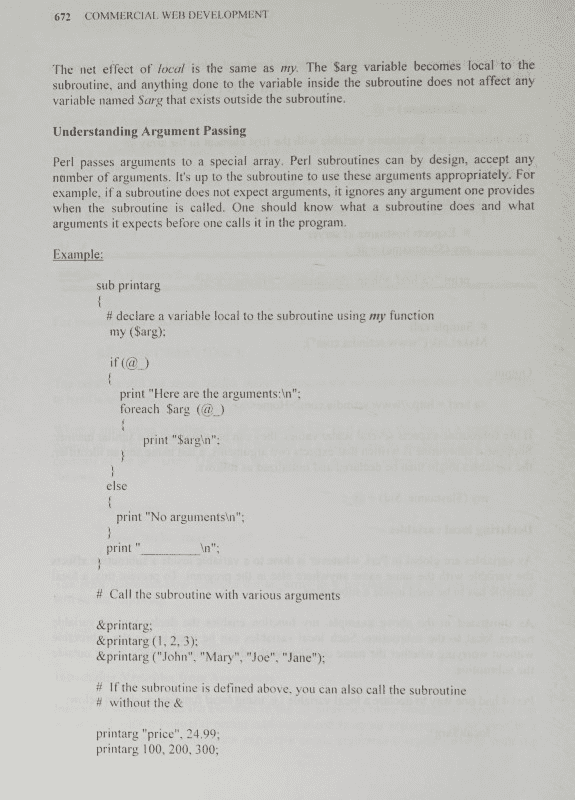 672 COMMERCIAL WEB DEVELOPMENT
The net effect of local is the same as my. The $arg variable becomes local to the
subroutine, and anything done to the variable inside the subroutine does not affect any
variable named $arg that exists outside the subroutine.
Understanding Argument Passing
Perl passes arguments to a special array. Perl subroutines can by design, accept any
number of arguments. It's up to the subroutine to use these arguments appropriately. For
example, if a subroutine does not expect arguments, it ignores any argument one provides
when the subroutine is called. One should know what a subroutine does and what
arguments it expects before one calls it in the program.
Example:
sub printarg
{
# declare a variable local to the subroutine using my function
my ($arg);
if (@_)
{
print "Here are the arguments:\n";
foreach $arg (@_)
{
print "$arg\n";
}
}
else
{
print "No arguments\n";
}
print "__________\n";
}
# Call the subroutine with various arguments
&printarg;
&printarg (1, 2, 3);
&printarg ("John", "Mary", "Joe", "Jane");
# If the subroutine is defined above, you can also call the subroutine
# without the &
printarg "price", 24.99;
printarg 100, 200, 300;